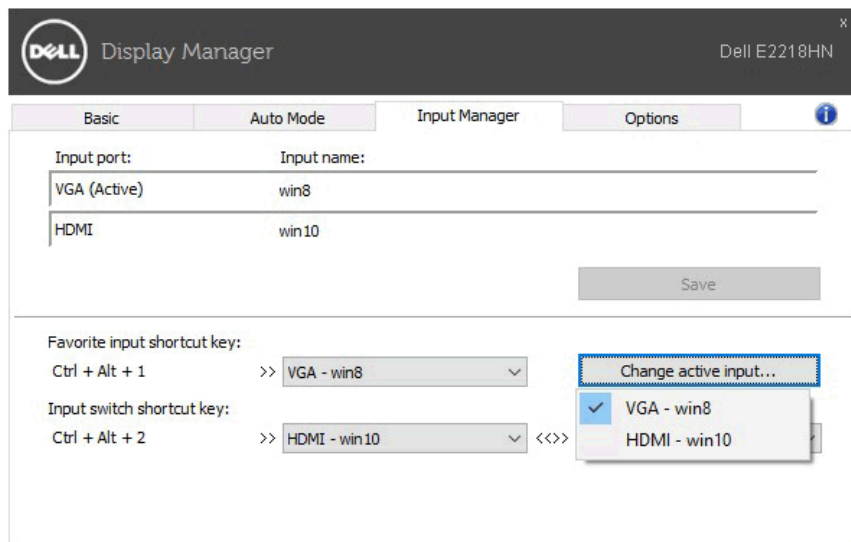 x
DELL Display Manager Dell E2218HN
Basic Auto Mode Input Manager Options i
Input port: Input name:
VGA (Active) win8
HDMI win10
Save
Favorite input shortcut key:
Ctrl + Alt + 1 >> VGA - win8 Change active input...
Input switch shortcut key: VGA - win8
Ctrl + Alt + 2 >> HDMI - win10 <<>> HDMI - win10